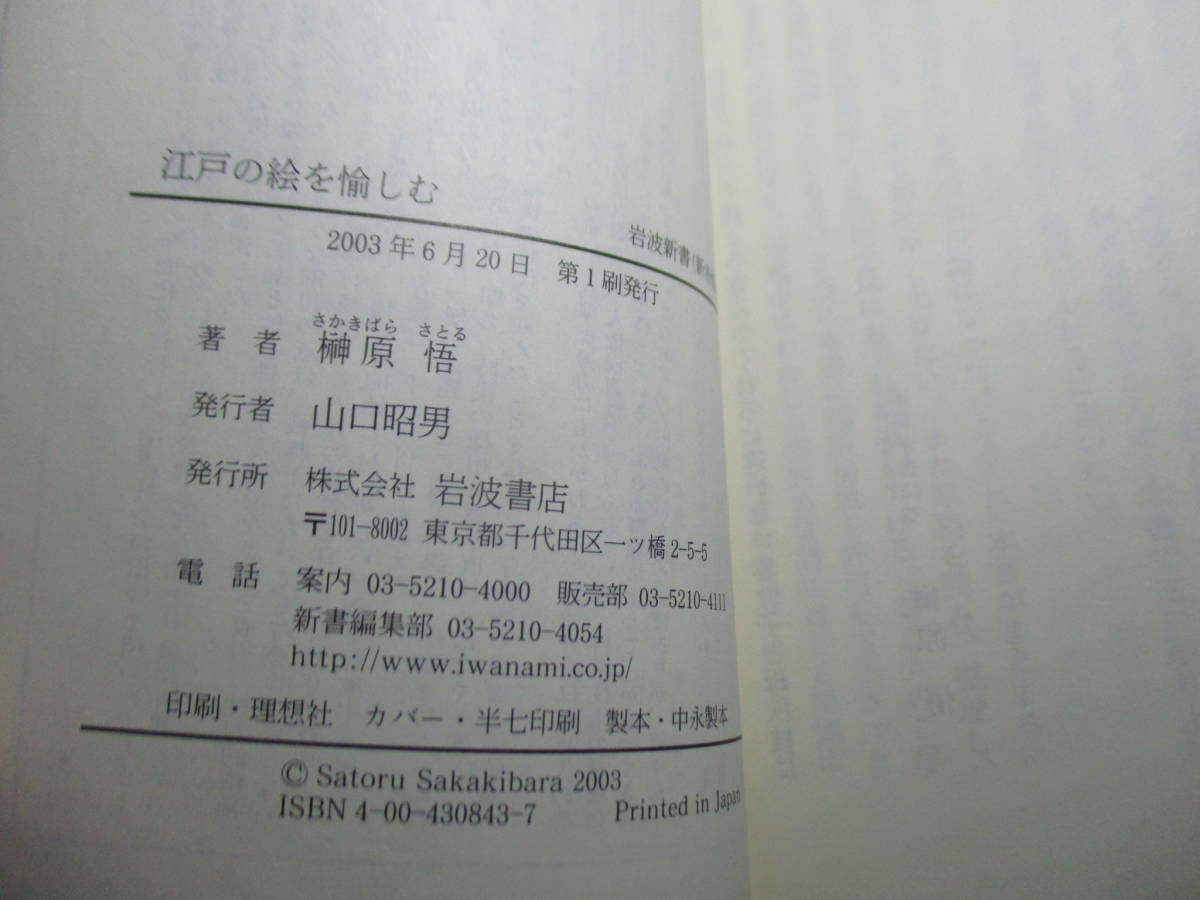 江戸の絵を愉しむ
岩波新書(新
2003年6月20日 第1刷発行
さかきばら さとる
著者 榊原 悟
発行者 山口昭男
発行所 株式会社 岩波書店
〒101-8002 東京都千代田区一ツ橋2-5-5
電話 案内 03-5210-4000 販売部 03-5210-4111
新書編集部 03-5210-4054
http://www.iwanami.co.jp/
印刷・理想社 カバー・半七印刷 製本・中永製本
© Satoru Sakakibara 2003
ISBN 4-00-430843-7 Printed in Japan